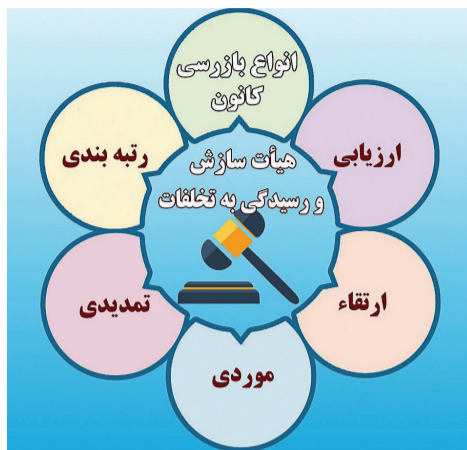 انواع بازرسی
کانون
هیأت سازش
و رسیدگی به تخلفات
ارزیابی
ارتقاء
موردی
تمدیدی
رتبه بندی